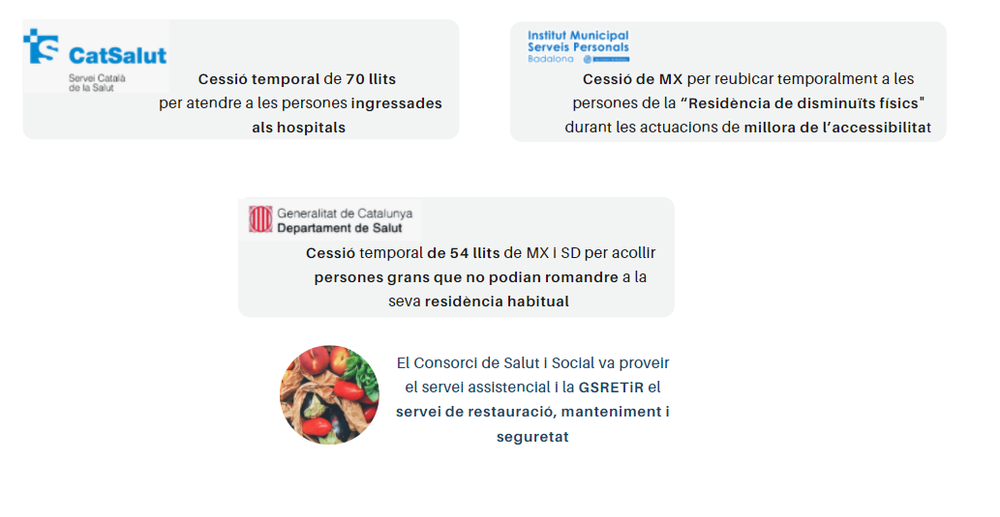 CatSalut
Servei Català
de la Salut
Cessió temporal de 70 llits
per atendre a les persones ingressades
als hospitals
Institut Municipal
Serveis Personals
Badalona
Cessió de MX per reubicar temporalment a les
persones de la “Residència de disminuïts físics"
durant les actuacions de millora de l’accessibilitat
Generalitat de Catalunya
Departament de Salut
Cessió temporal de 54 llits de MX i SD per acollir
persones grans que no podian romandre a la
seva residència habitual
El Consorci de Salut i Social va proveir
el servei assistencial i la GSRETiR el
servei de restauració, manteniment i
seguretat